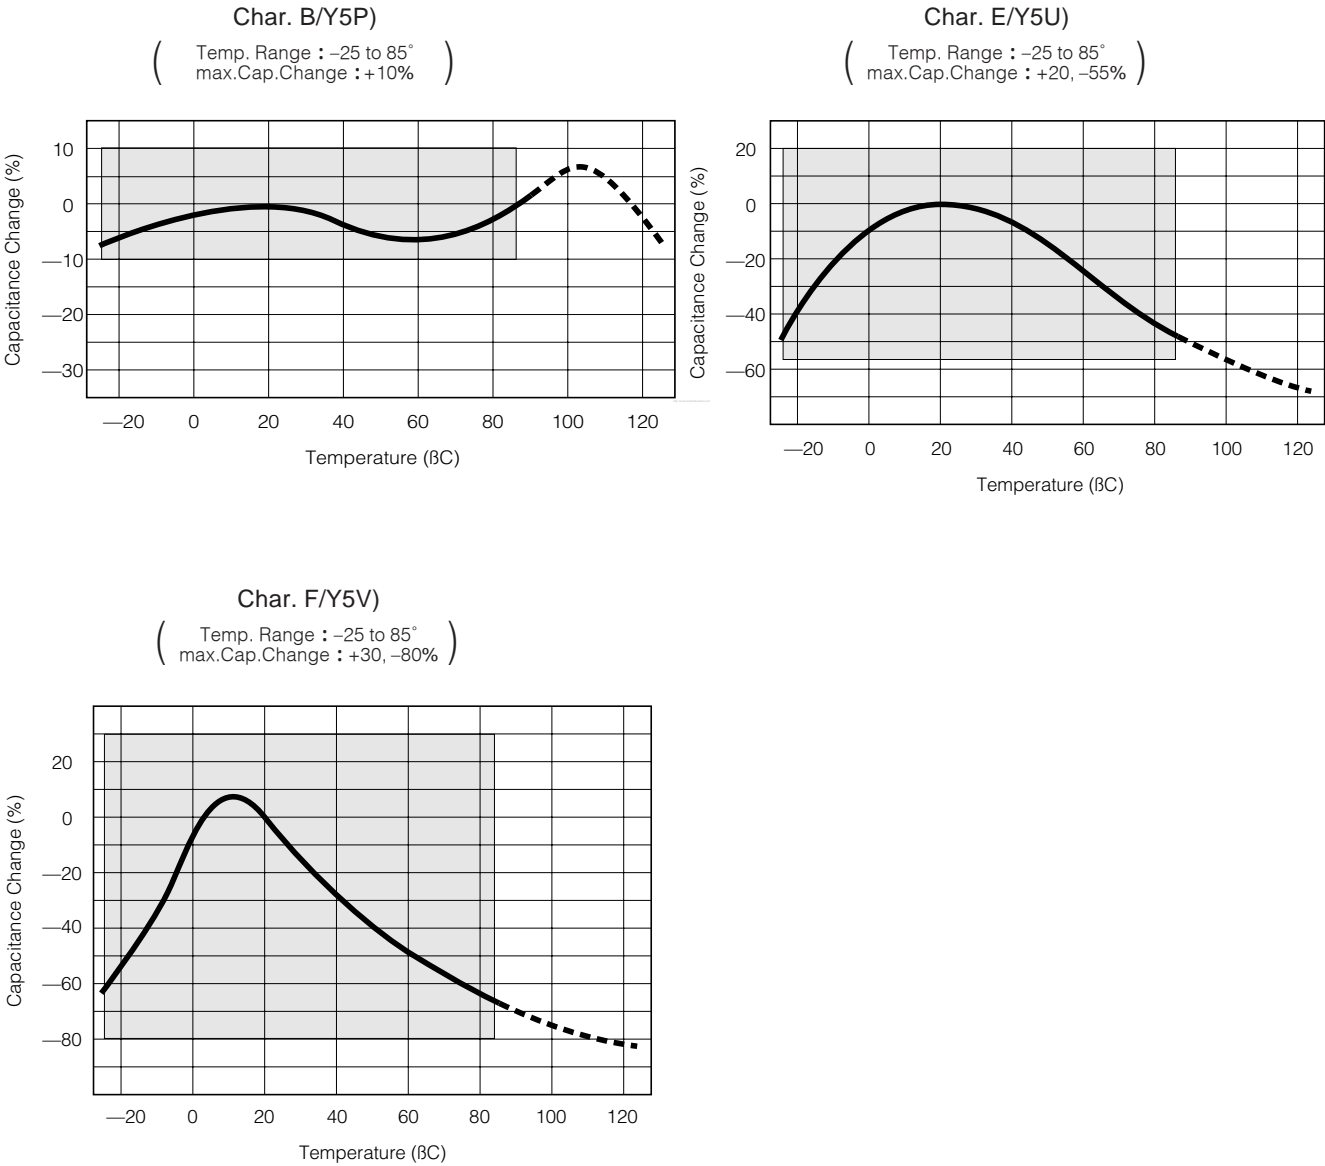 Char. B/Y5P)
( Temp. Range : –25 to 85°
max.Cap.Change : +10% )
Capacitance Change (%)
10
0
—10
—20
—30
—20 0 20 40 60 80 100 120
Temperature (ßC)
Char. E/Y5U)
( Temp. Range : –25 to 85°
max.Cap.Change : +20, –55% )
Capacitance Change (%)
20
0
—20
—40
—60
—20 0 20 40 60 80 100 120
Temperature (ßC)
Char. F/Y5V)
( Temp. Range : –25 to 85°
max.Cap.Change : +30, –80% )
Capacitance Change (%)
20
0
—20
—40
—60
—80
—20 0 20 40 60 80 100 120
Temperature (ßC)